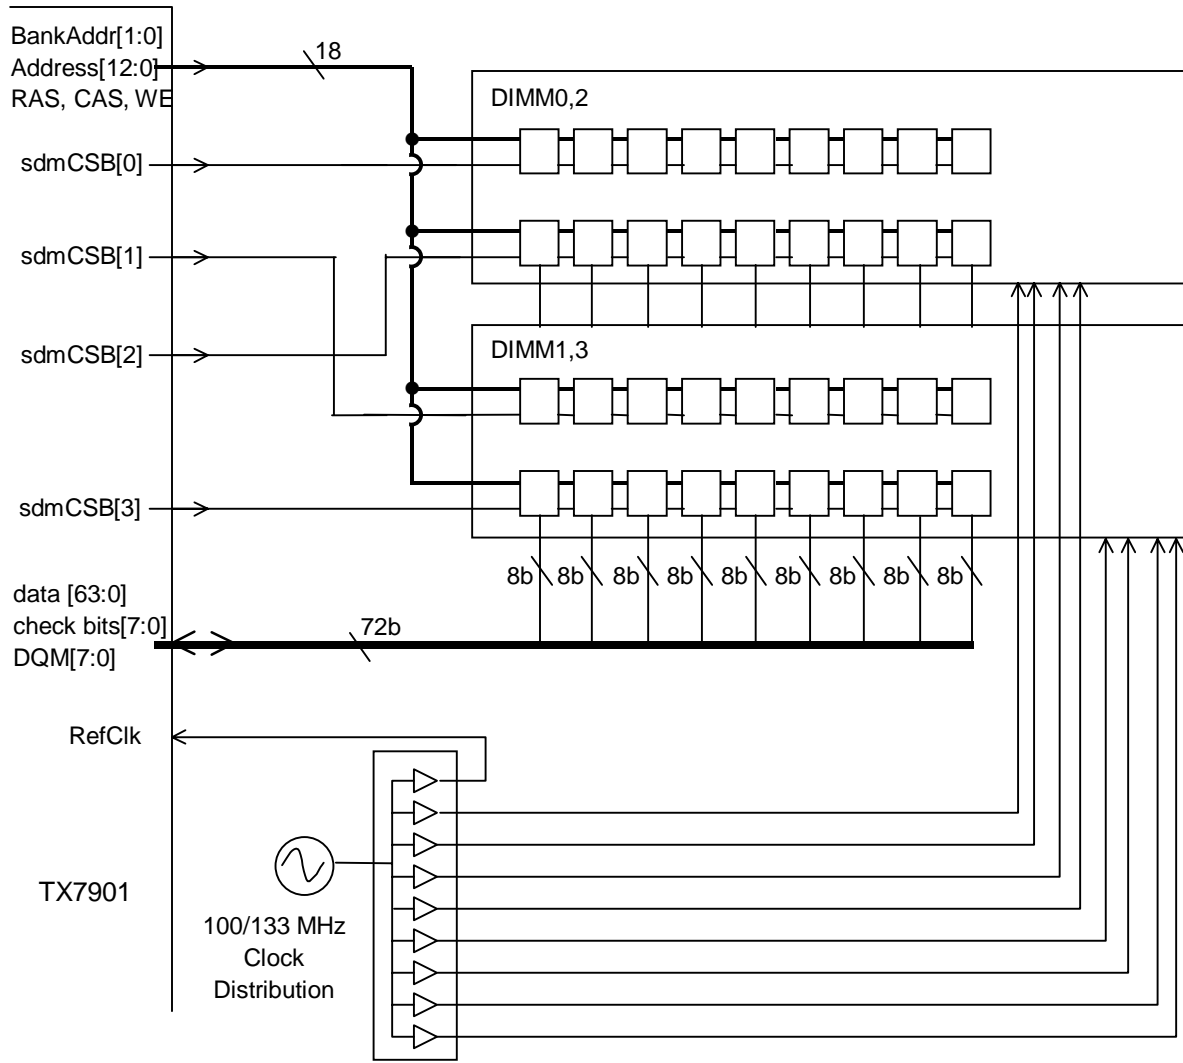 BankAddr[1:0]
Address[12:0]
RAS, CAS, WE
18
DIMM0,2
sdmCSB[0]
sdmCSB[1]
sdmCSB[2]
DIMM1,3
sdmCSB[3]
8b 8b 8b 8b 8b 8b 8b 8b 8b
data [63:0]
check bits[7:0]
DQM[7:0]
72b
RefClk
TX7901
100/133 MHz
Clock
Distribution